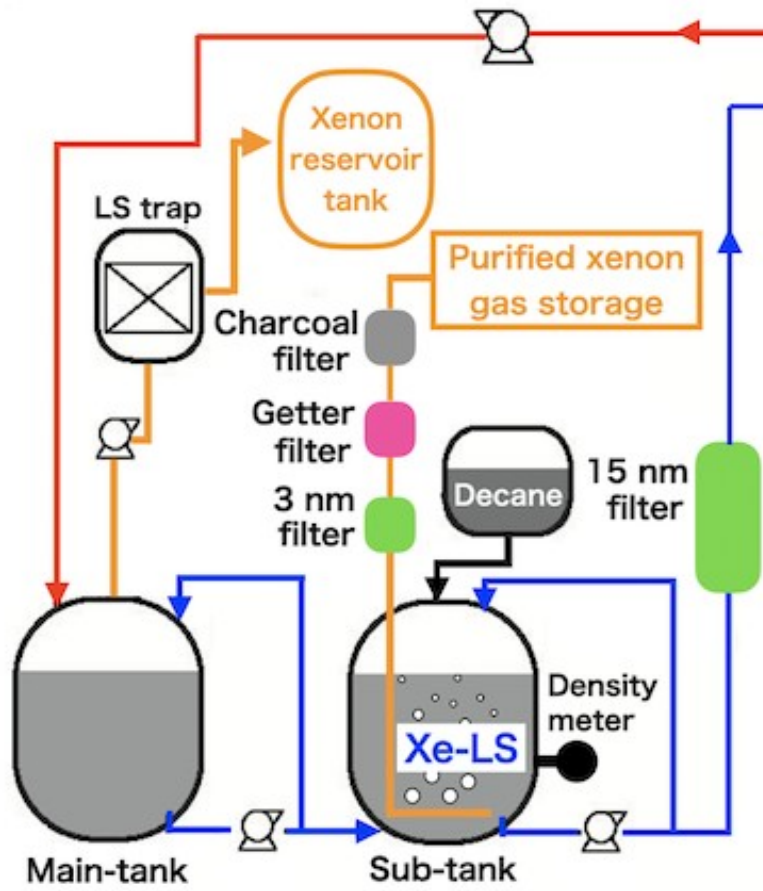 Xenon
reservoir
tank
LS trap
Purified xenon
gas storage
Charcoal
filter
Getter
filter
3 nm
filter
Decane
15 nm
filter
Density
meter
Xe-LS
Main-tank
Sub-tank